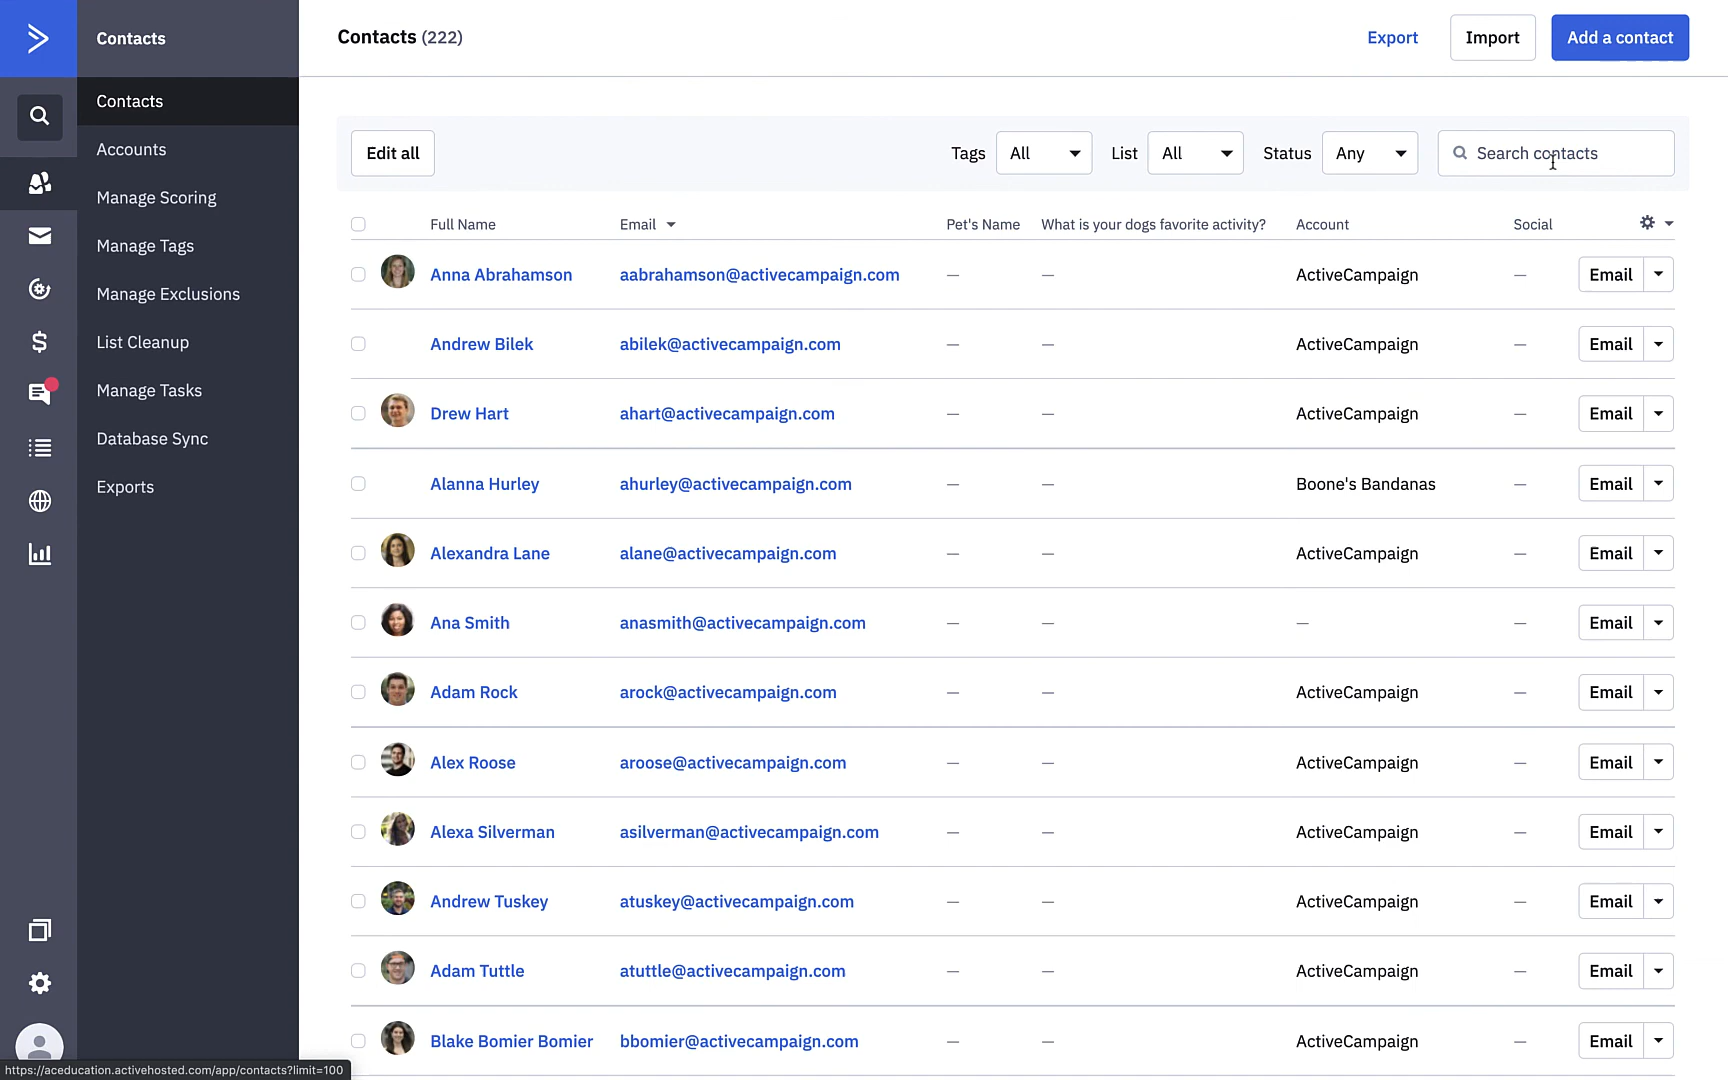 Contacts
Contacts (222)
Export
Import
Add a contact
Contacts
Accounts
Manage Scoring
Manage Tags
Manage Exclusions
List Cleanup
Manage Tasks
Database Sync
Exports
Edit all
Tags All List All Status Any Search contacts
Full Name Email Pet's Name What is your dogs favorite activity? Account Social
Anna Abrahamson aabrahamson@activecampaign.com — — ActiveCampaign — Email
Andrew Bilek abilek@activecampaign.com — — ActiveCampaign — Email
Drew Hart ahart@activecampaign.com — — ActiveCampaign — Email
Alanna Hurley ahurley@activecampaign.com — — Boone's Bandanas — Email
Alexandra Lane alane@activecampaign.com — — ActiveCampaign — Email
Ana Smith anasmith@activecampaign.com — — — — Email
Adam Rock arock@activecampaign.com — — ActiveCampaign — Email
Alex Roose aroose@activecampaign.com — — ActiveCampaign — Email
Alexa Silverman asilverman@activecampaign.com — — ActiveCampaign — Email
Andrew Tuskey atuskey@activecampaign.com — — ActiveCampaign — Email
Adam Tuttle atuttle@activecampaign.com — — ActiveCampaign — Email
Blake Bomier Bomier bbomier@activecampaign.com — — ActiveCampaign — Email
https://aceducation.activehosted.com/app/contacts?limit=100